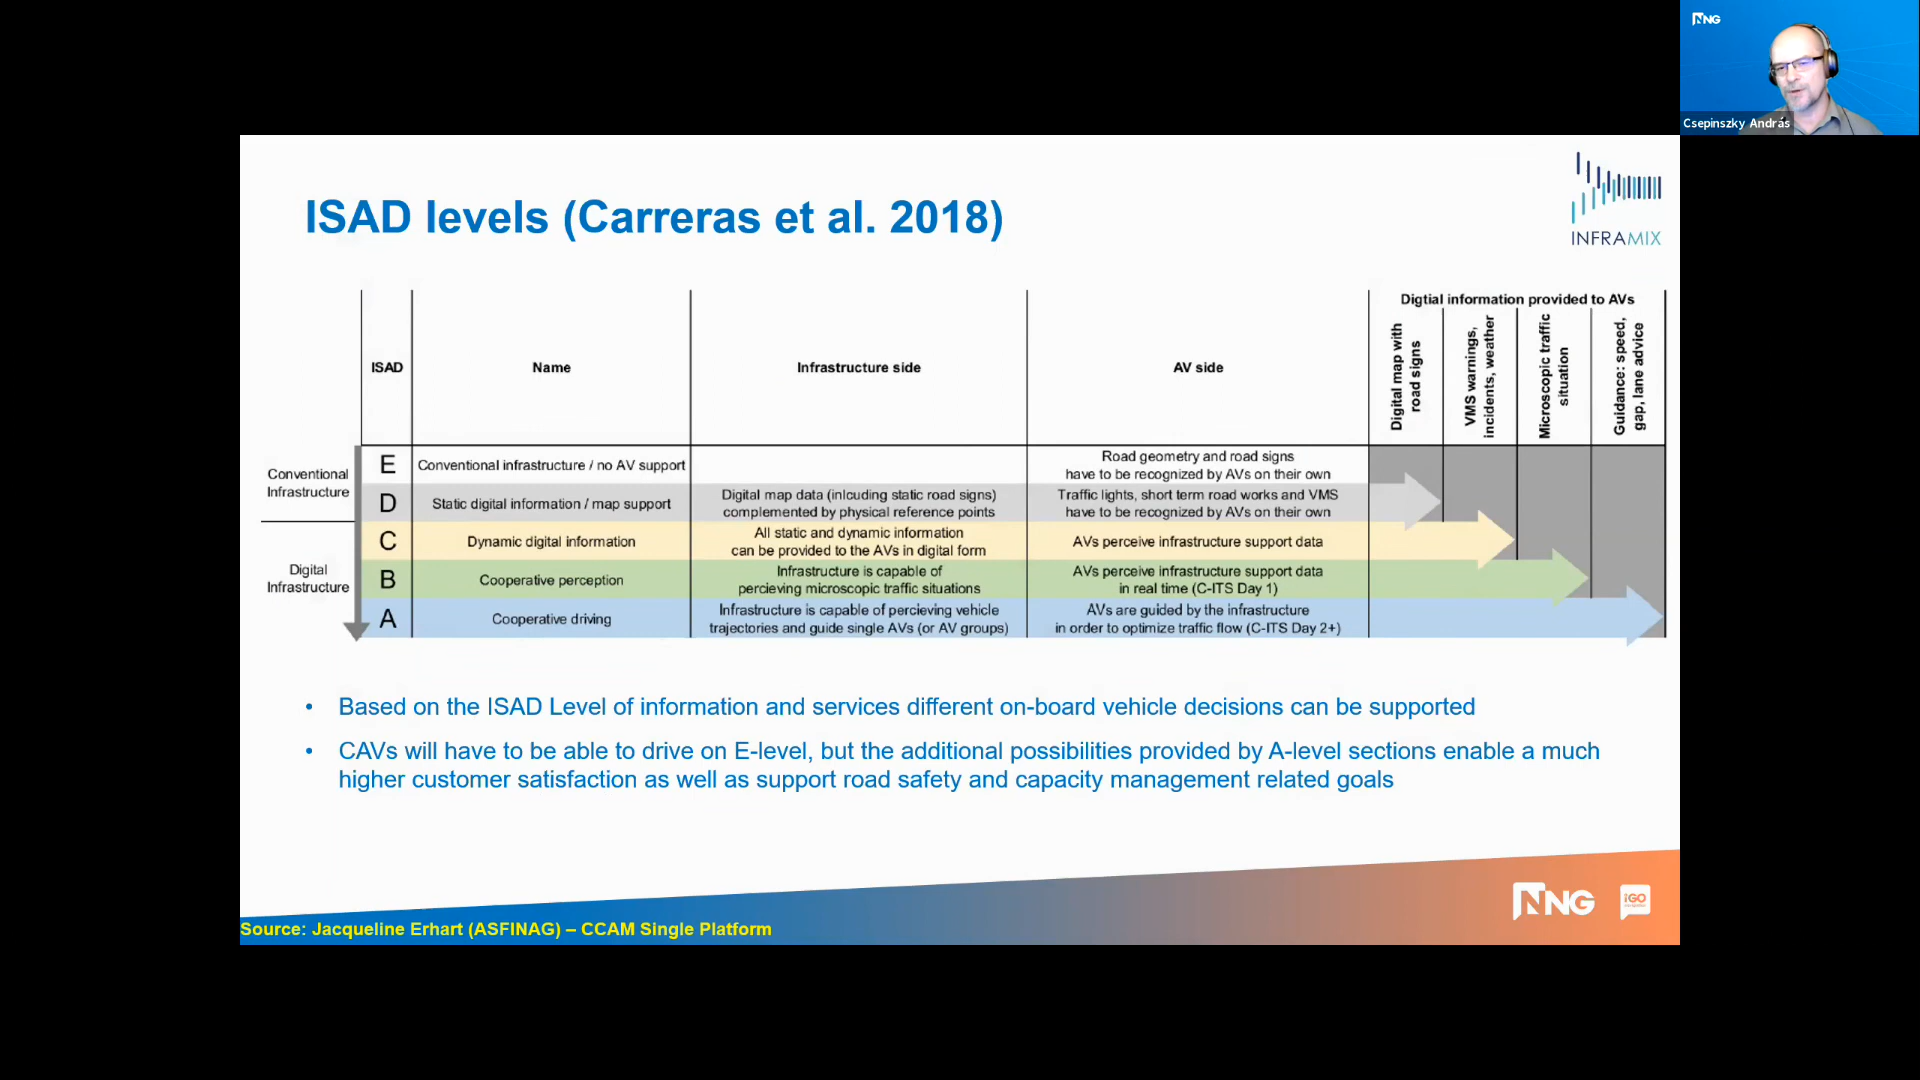 NNG
Csepinszky András
ISAD levels (Carreras et al. 2018)
INFRAMIX
Digtial information provided to AVs
ISAD
Name
Infrastructure side
AV side
Digital map with
road signs
VMS warnings,
incidents, weather
Microscopic traffic
situation
Guidance: speed,
gap, lane advice
Conventional
Infrastructure
E
Conventional infrastructure / no AV support
Road geometry and road signs
have to be recognized by AVs on their own
D
Static digital information / map support
Digital map data (inlcuding static road signs)
complemented by physical reference points
Traffic lights, short term road works and VMS
have to be recognized by AVs on their own
Digital
Infrastructure
C
Dynamic digital information
All static and dynamic information
can be provided to the AVs in digital form
AVs perceive infrastructure support data
B
Cooperative perception
Infrastructure is capable of
percieving microscopic traffic situations
AVs perceive infrastructure support data
in real time (C-ITS Day 1)
A
Cooperative driving
Infrastructure is capable of percieving vehicle
trajectories and guide single AVs (or AV groups)
AVs are guided by the infrastructure
in order to optimize traffic flow (C-ITS Day 2+)
• Based on the ISAD Level of information and services different on-board vehicle decisions can be supported
• CAVs will have to be able to drive on E-level, but the additional possibilities provided by A-level sections enable a much
higher customer satisfaction as well as support road safety and capacity management related goals
NNG
iGO
Source: Jacqueline Erhart (ASFINAG) – CCAM Single Platform